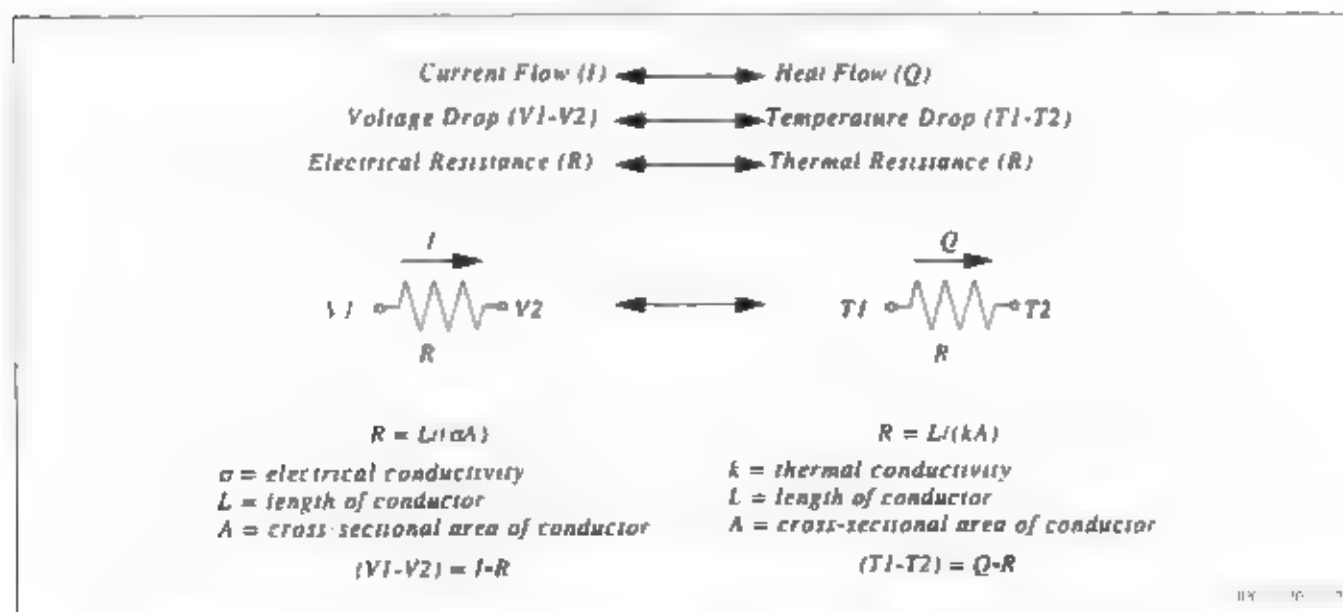 Current Flow (I) Heat Flow (Q)
Voltage Drop (V1-V2) Temperature Drop (T1-T2)
Electrical Resistance (R) Thermal Resistance (R)
I Q
V1 V2 T1 T2
R R
R = L/(σA) R = L/(kA)
σ = electrical conductivity k = thermal conductivity
L = length of conductor L = length of conductor
A = cross-sectional area of conductor A = cross-sectional area of conductor
(V1-V2) = I·R (T1-T2) = Q·R